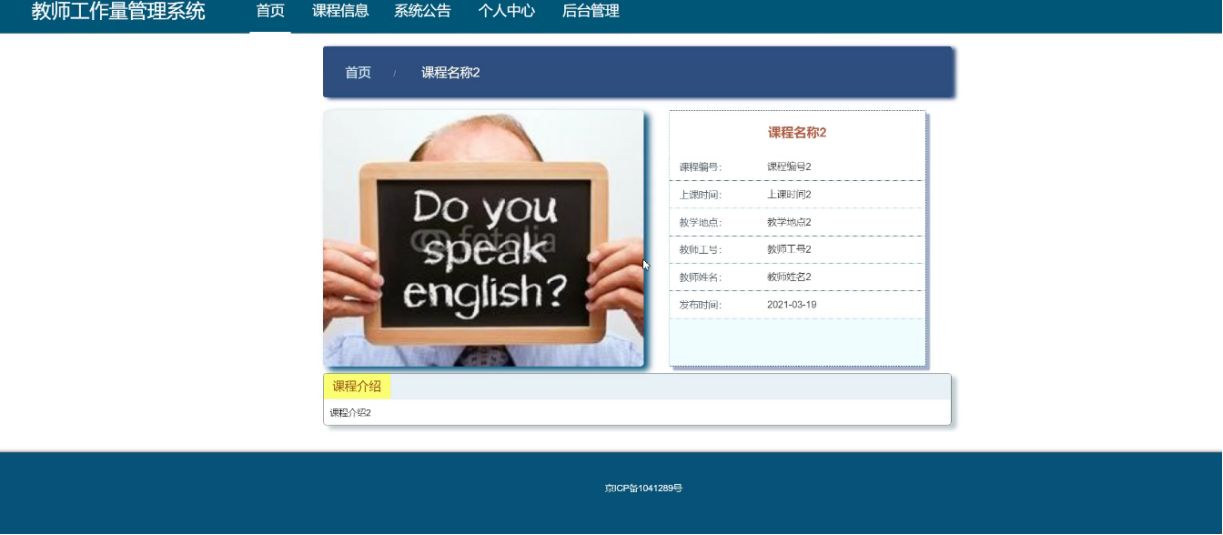 教师工作量管理系统 首页 课程信息 系统公告 个人中心 后台管理
首页 / 课程名称2
Do you
speak
english?
fotolia
课程名称2
课程编号: 课程编号2
上课时间: 上课时间2
教学地点: 教学地点2
教师工号: 教师工号2
教师姓名: 教师姓名2
发布时间: 2021-03-19
课程介绍
课程介绍2
京ICP备1041289号